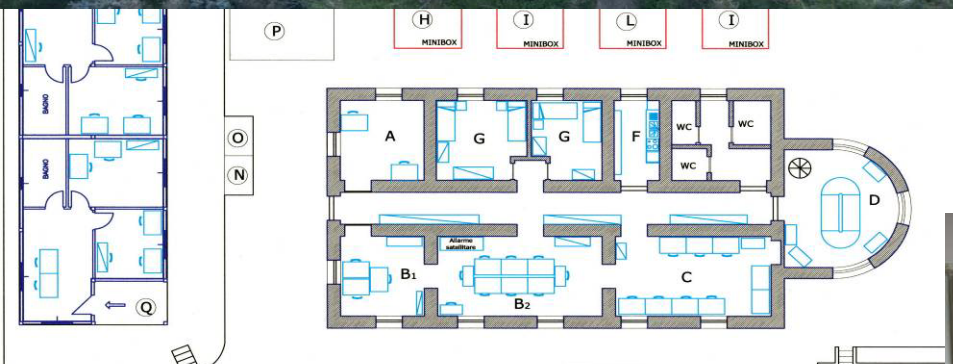 P
H
MINIBOX
I
MINIBOX
L
MINIBOX
I
MINIBOX
BAGNO
O
N
BAGNO
Q
A
G
G
F
WC
WC
WC
D
Allarme
satellitare
B1
B2
C